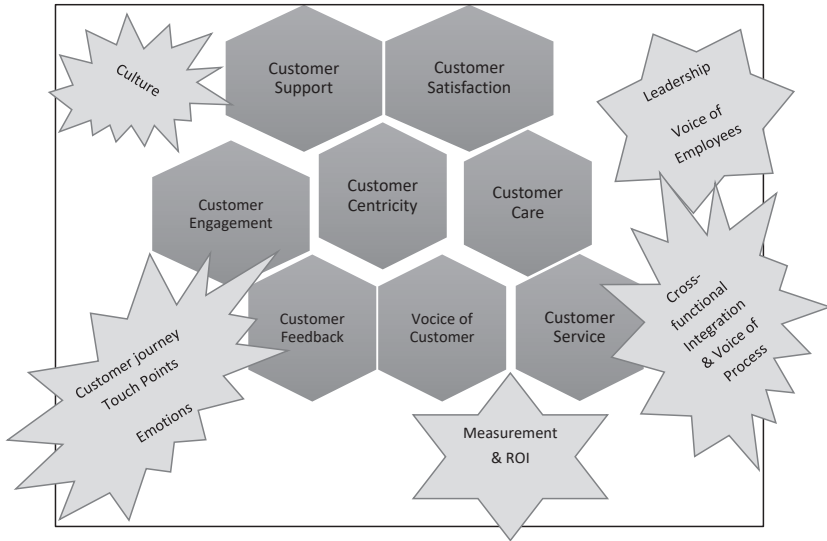 Culture
Customer
Support
Customer
Satisfaction
Leadership
Voice of
Employees
Customer
Engagement
Customer
Centricity
Customer
Care
Customer journey
Touch Points
Emotions
Customer
Feedback
Vocice of
Customer
Customer
Service
Cross-
functional
Integration
& Voice of
Process
Measurement
& ROI